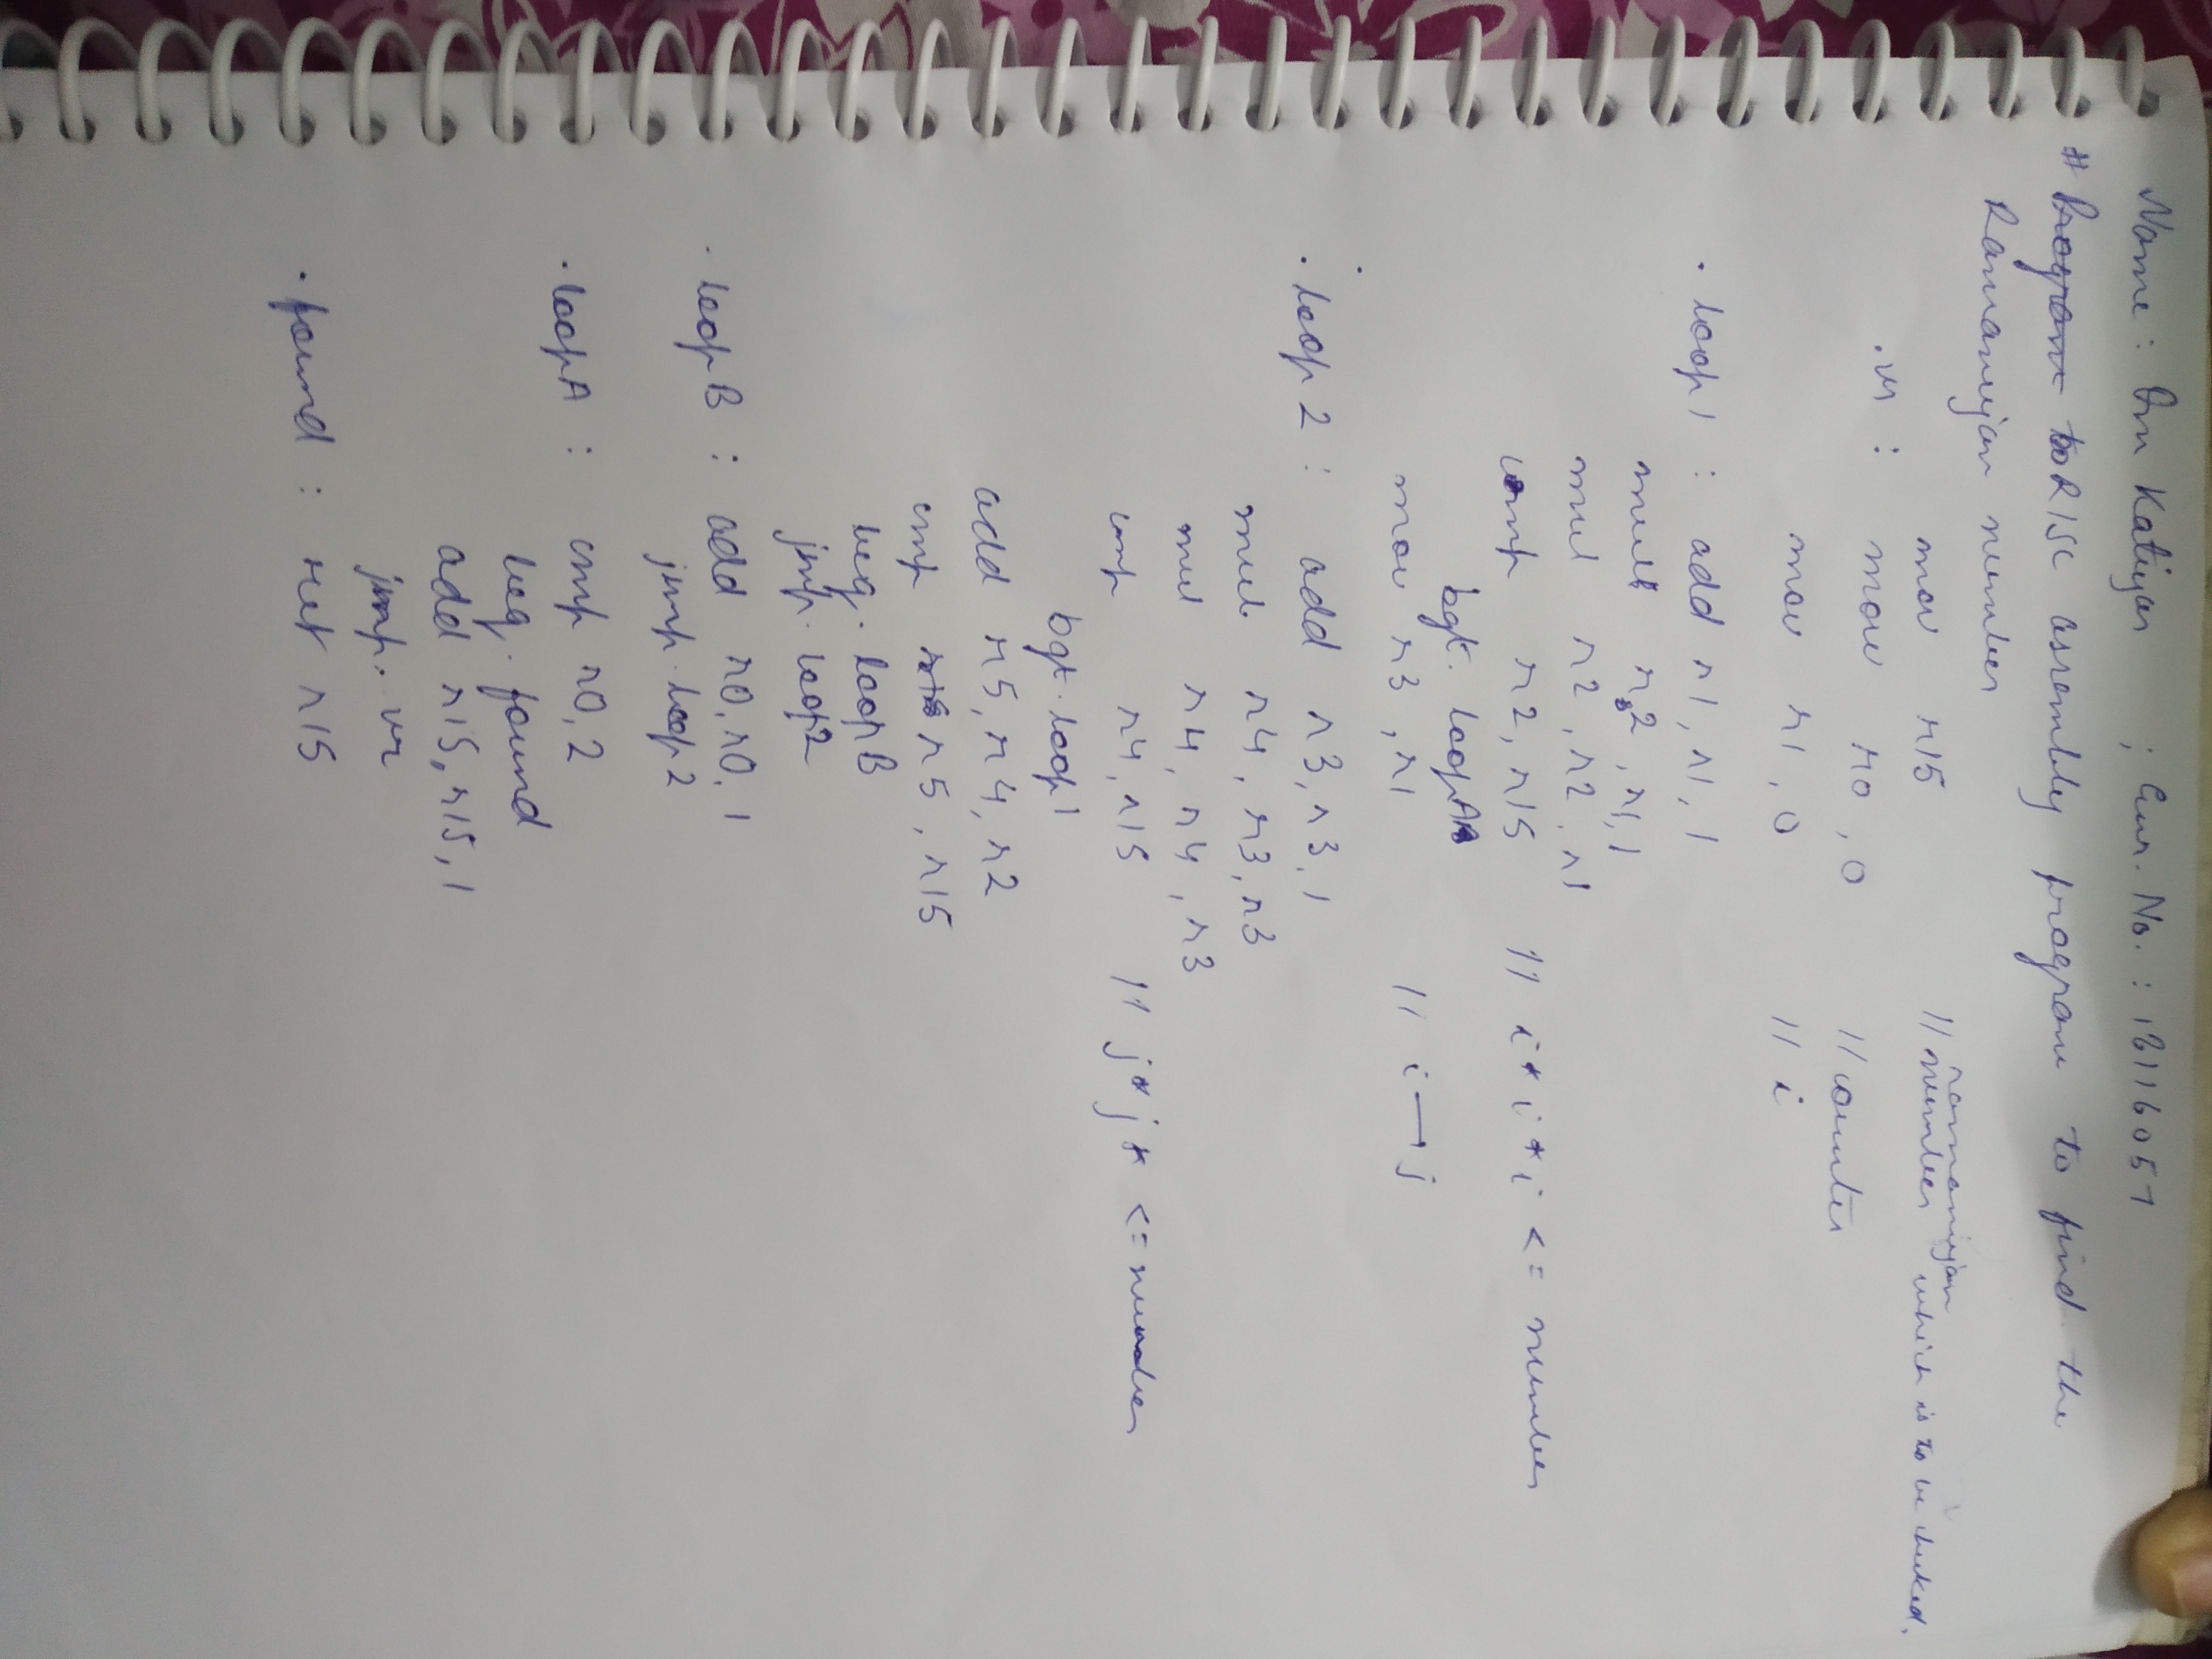 Name : Om Katiyar ; Enr. No. : 18116051
# Program to RISC assembly program to find the
Ramanujan number
mov r15 // ramanujan number which is to be checked.
.vr : mov r0, 0 // counter
mov r1, 0 // i
.loop1 : add r1, r1, 1
mul r2, r1, 1
mul r2, r2, r1
cmp r2, r15 // i*i*i <= number
bgt. loopA
mov r3, r1 // i → j
.loop2 : add r3, r3, 1
mul r4, r3, r3
mul r4, r4, r3
cmp r4, r15 // j*j* <= number
bgt. loop1
add r5, r4, r2
cmp r5, r15
beq. loopB
jmp. loop2
.loopB : add r0, r0, 1
jmp. loop2
.loopA : cmp r0, 2
beq. found
add r15, r15, 1
jmp. vr
.found : ret r15